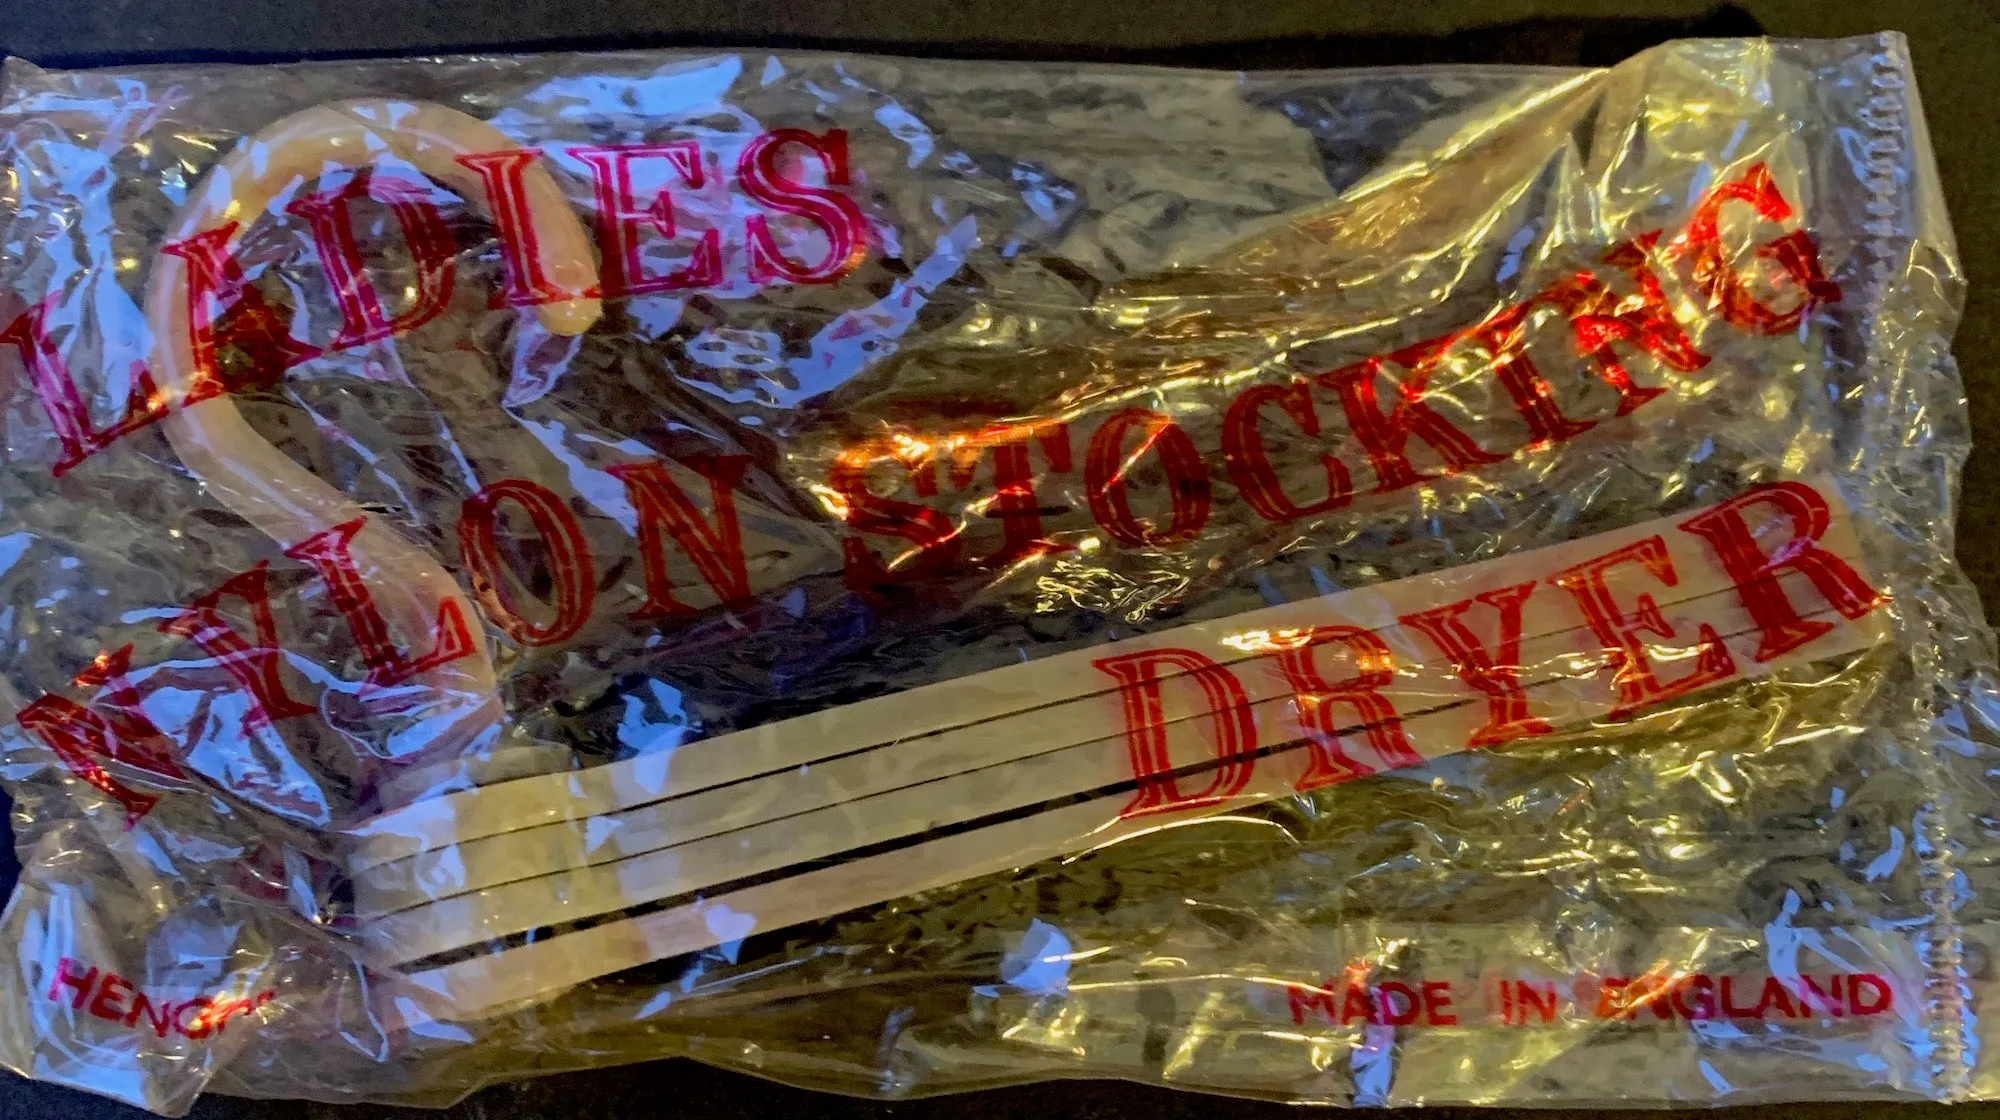 LADIES
NYLON STOCKING
DRYER
MADE IN ENGLAND